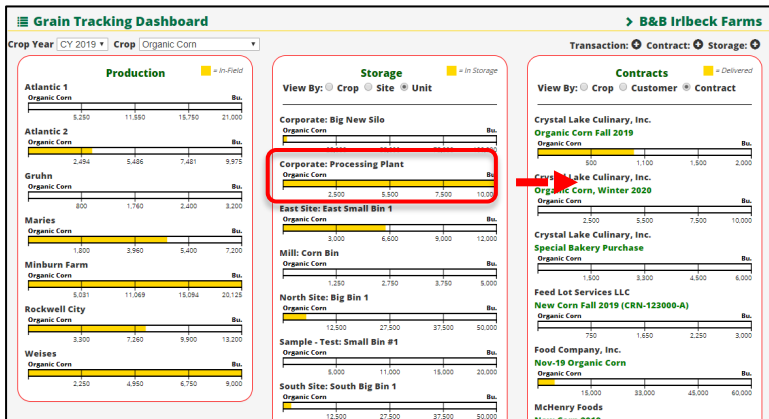 Grain Tracking Dashboard
> B&B Irlbeck Farms
Crop Year CY 2019 Crop Organic Corn
Transaction: Contract: Storage:
Production
= In-Field
Atlantic 1
Organic Corn Bu.
5,250 11,550 15,750 21,000
Atlantic 2
Organic Corn Bu.
2,494 5,486 7,481 9,975
Gruhn
Organic Corn Bu.
800 1,760 2,400 3,200
Maries
Organic Corn Bu.
1,800 3,960 5,400 7,200
Minburn Farm
Organic Corn Bu.
5,031 11,069 15,094 20,125
Rockwell City
Organic Corn Bu.
3,300 7,260 9,900 13,200
Weises
Organic Corn Bu.
2,250 4,950 6,750 9,000
Storage
= In Storage
View By: Crop Site Unit
Corporate: Big New Silo
Organic Corn Bu.
Corporate: Processing Plant
Organic Corn Bu.
2,500 5,500 7,500 10,000
East Site: East Small Bin 1
Organic Corn Bu.
3,000 6,600 9,000 12,000
Mill: Corn Bin
Organic Corn Bu.
1,250 2,750 3,750 5,000
North Site: Big Bin 1
Organic Corn Bu.
12,500 27,500 37,500 50,000
Sample - Test: Small Bin #1
Organic Corn Bu.
5,000 11,000 15,000 20,000
South Site: South Big Bin 1
Organic Corn Bu.
12,500 27,500 37,500 50,000
Contracts
= Delivered
View By: Crop Customer Contract
Crystal Lake Culinary, Inc.
Organic Corn Fall 2019
Organic Corn Bu.
500 1,100 1,500 2,000
Crystal Lake Culinary, Inc.
Organic Corn, Winter 2020
Organic Corn Bu.
2,500 5,500 7,500 10,000
Crystal Lake Culinary, Inc.
Special Bakery Purchase
Organic Corn Bu.
1,500 3,300 4,500 6,000
Feed Lot Services LLC
New Corn Fall 2019 (CRN-123000-A)
Organic Corn Bu.
750 1,650 2,250 3,000
Food Company, Inc.
Nov-19 Organic Corn
Organic Corn Bu.
15,000 33,000 45,000 60,000
McHenry Foods